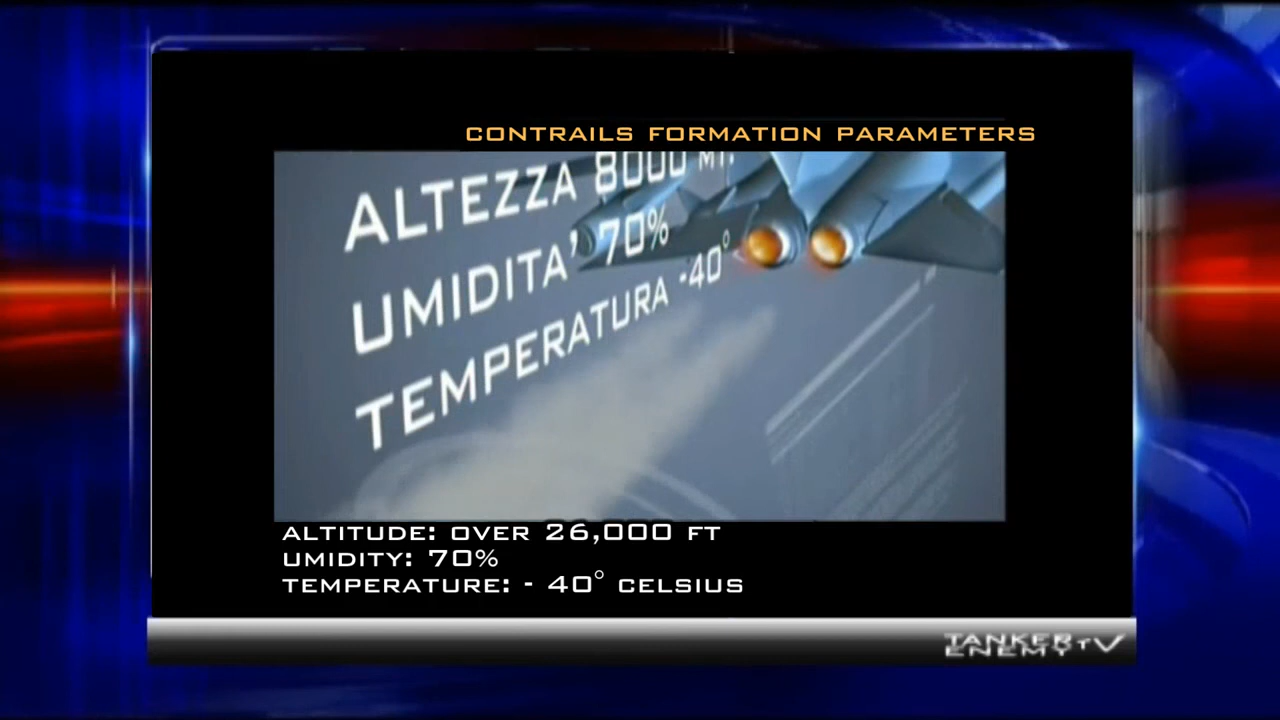 CONTRAILS FORMATION PARAMETERS
ALTEZZA 8000 MT.
UMIDITA' 70%
TEMPERATURA -40°
ALTITUDE: OVER 26,000 FT
UMIDITY: 70%
TEMPERATURE: - 40° CELSIUS
TANKER
ENEMY TV